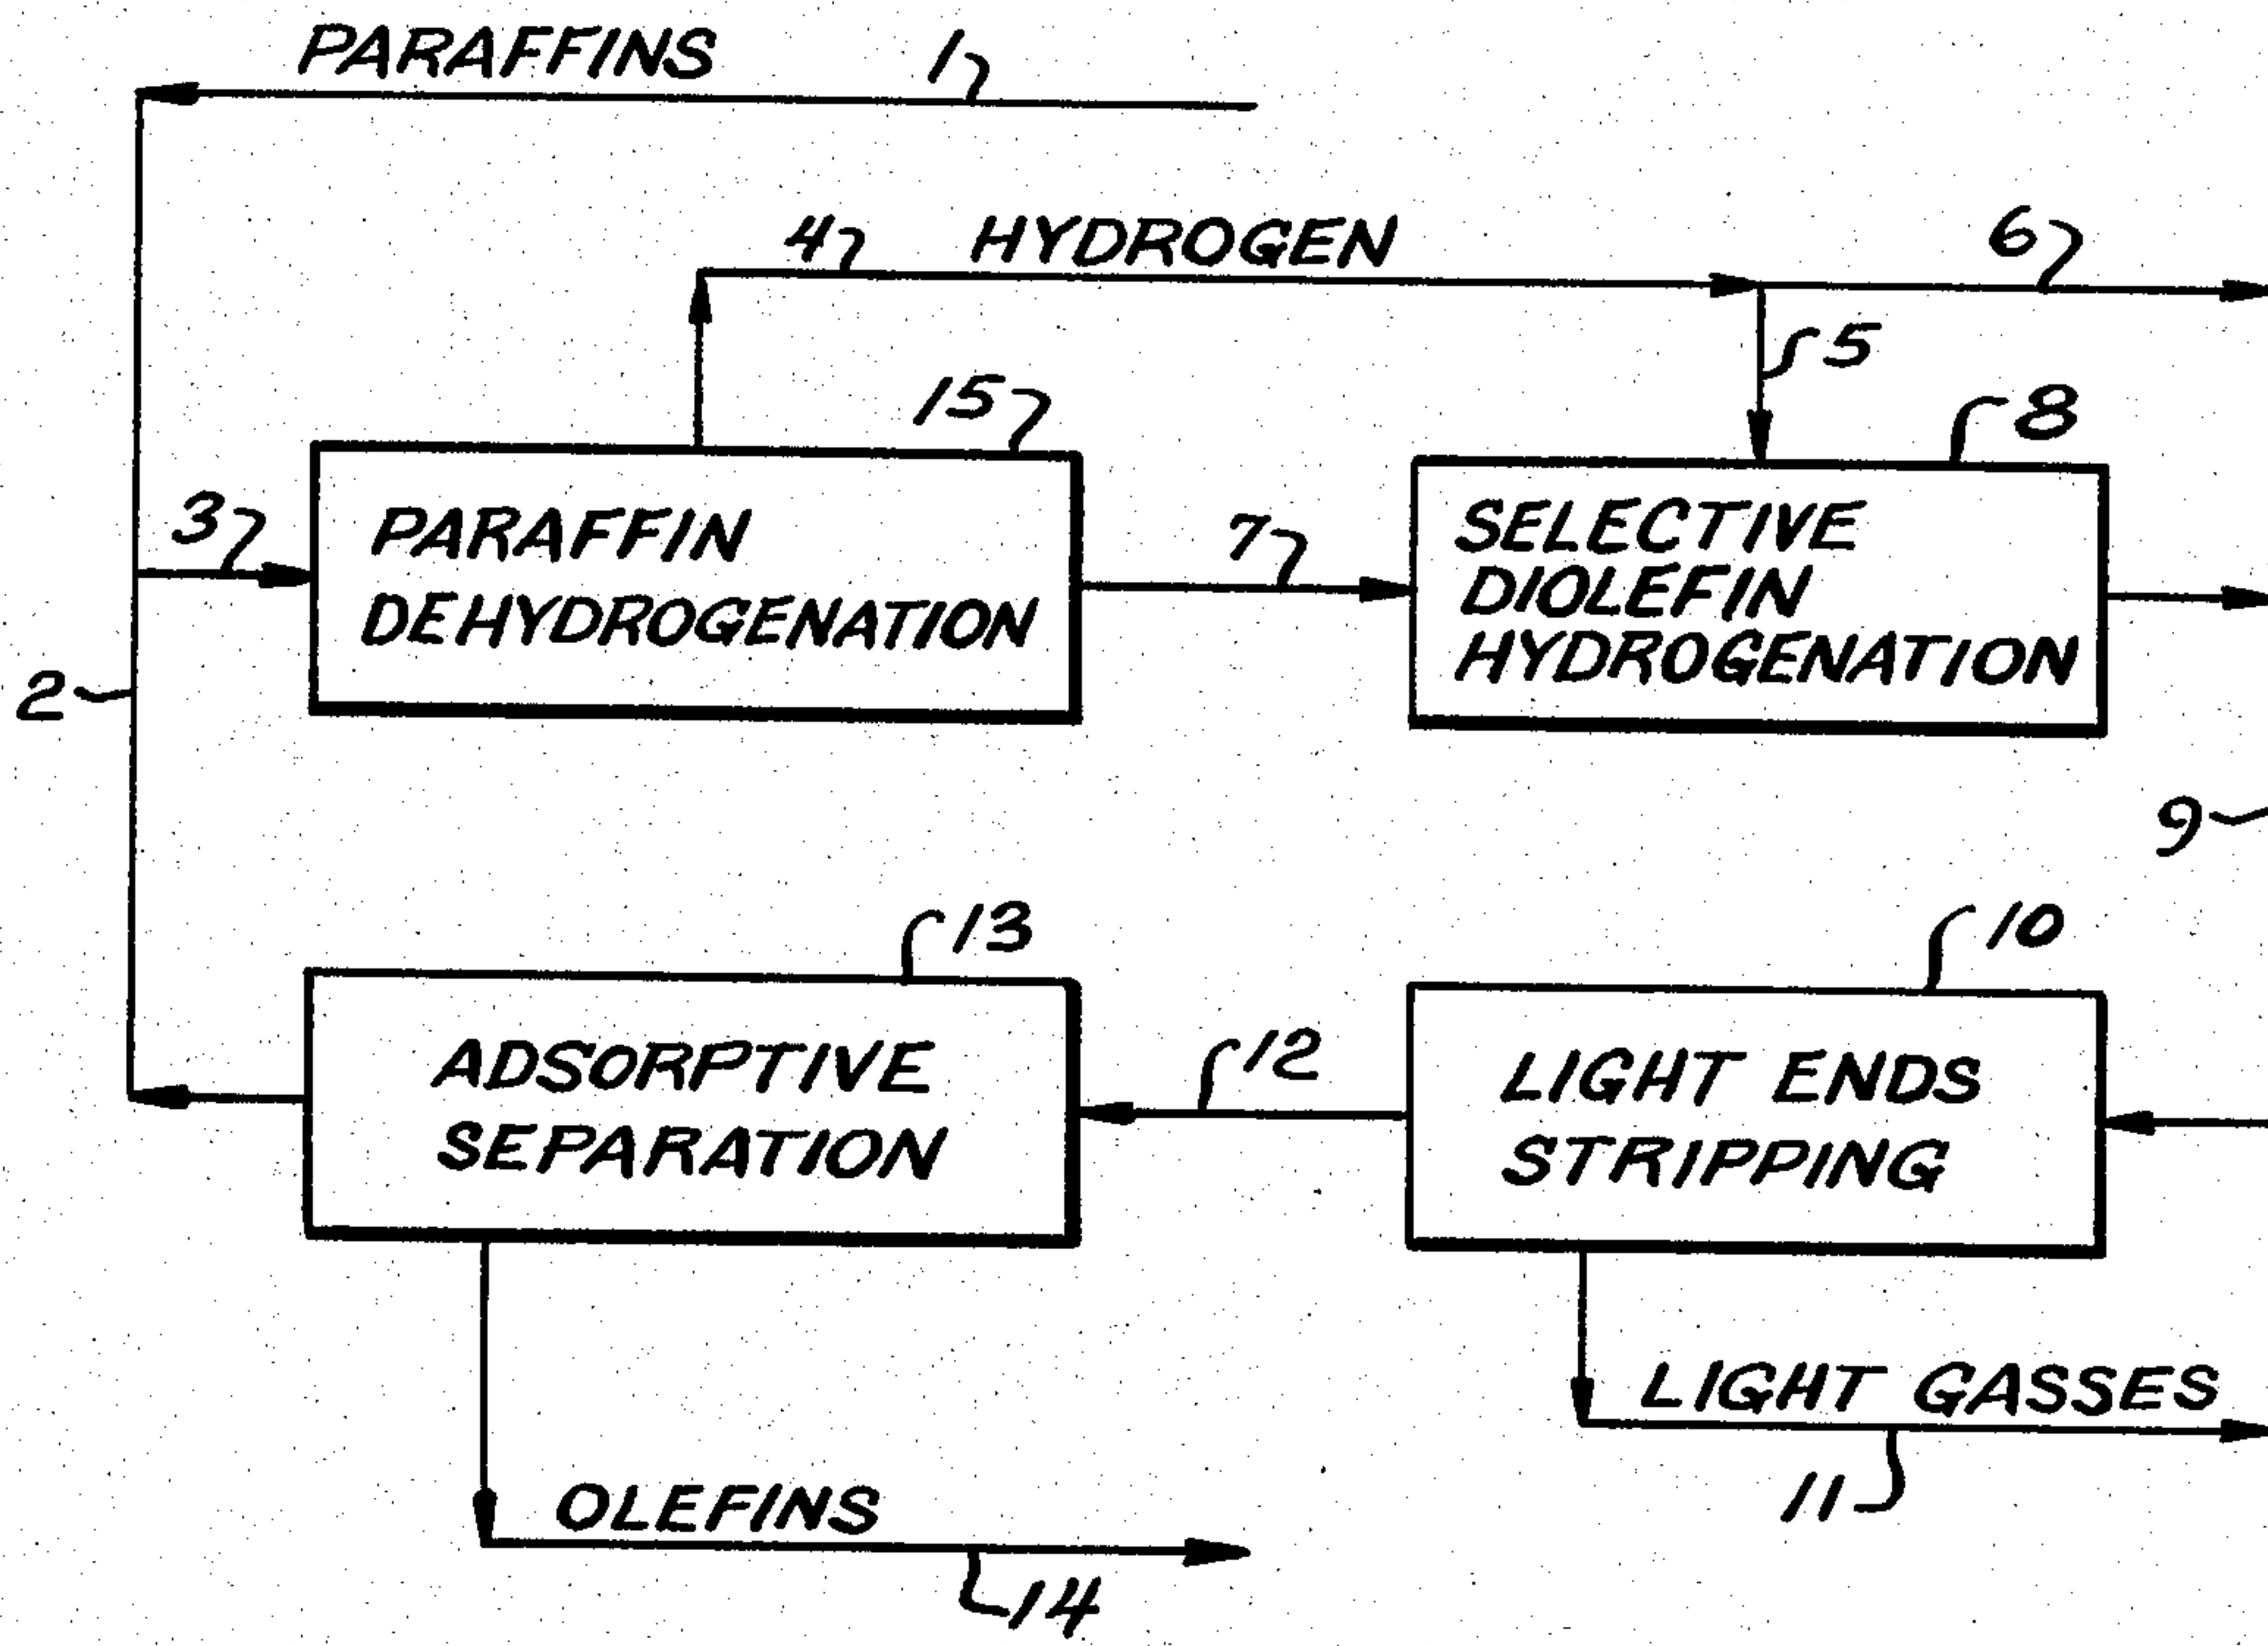 PARAFFINS
1
4
HYDROGEN
6
5
15
8
3
PARAFFIN
DEHYDROGENATION
7
SELECTIVE
DIOLEFIN
HYDROGENATION
2
9
13
10
ADSORPTIVE
SEPARATION
12
LIGHT ENDS
STRIPPING
LIGHT GASSES
11
OLEFINS
14